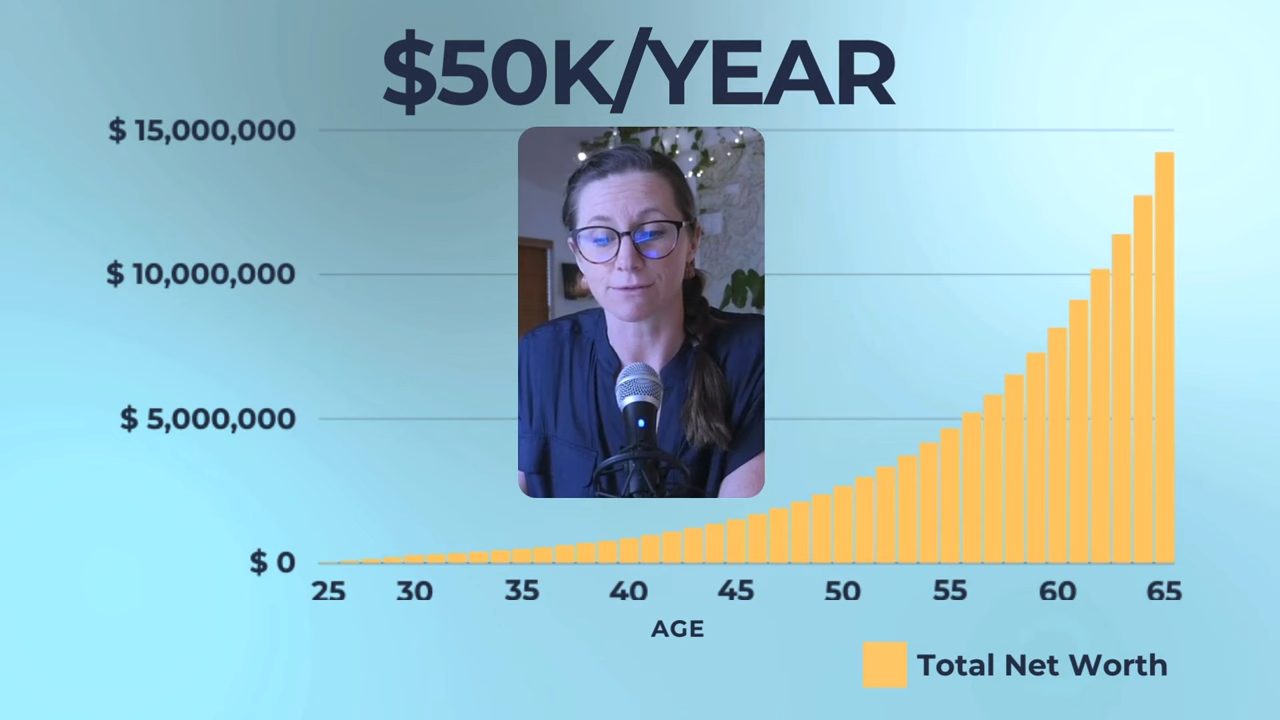 $50K/YEAR
$ 15,000,000
$ 10,000,000
$ 5,000,000
$ 0
25 30 35 40 45 50 55 60 65
AGE
Total Net Worth